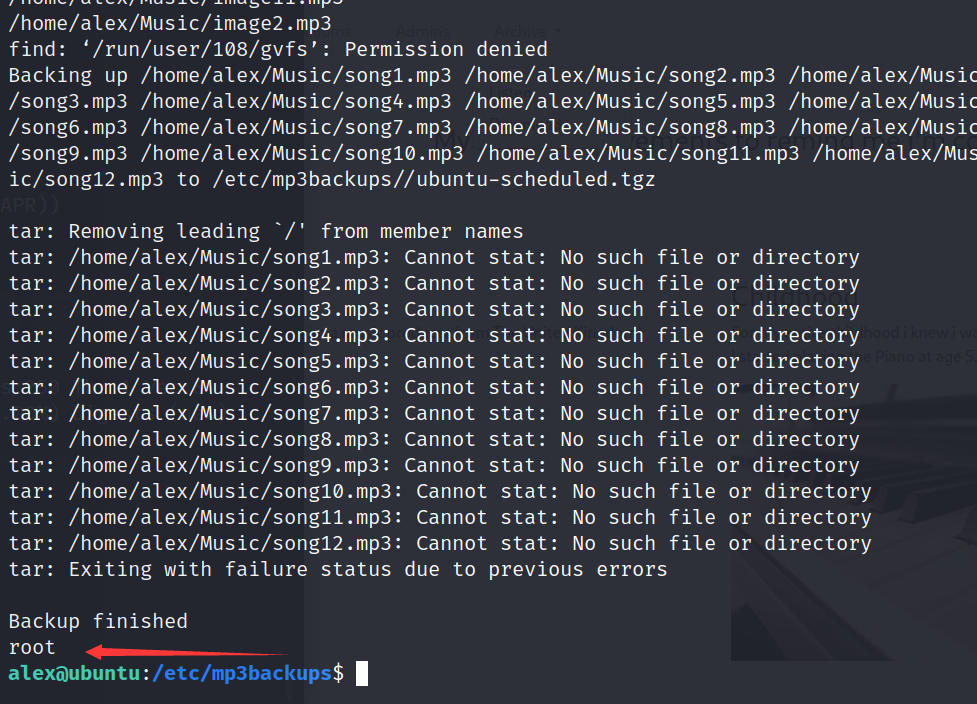 /home/alex/Music/image11.mp3
/home/alex/Music/image2.mp3
find: ‘/run/user/108/gvfs’: Permission denied
Backing up /home/alex/Music/song1.mp3 /home/alex/Music/song2.mp3 /home/alex/Music
/song3.mp3 /home/alex/Music/song4.mp3 /home/alex/Music/song5.mp3 /home/alex/Music
/song6.mp3 /home/alex/Music/song7.mp3 /home/alex/Music/song8.mp3 /home/alex/Music
/song9.mp3 /home/alex/Music/song10.mp3 /home/alex/Music/song11.mp3 /home/alex/Mus
ic/song12.mp3 to /etc/mp3backups//ubuntu-scheduled.tgz
APR))
tar: Removing leading `/' from member names
tar: /home/alex/Music/song1.mp3: Cannot stat: No such file or directory
tar: /home/alex/Music/song2.mp3: Cannot stat: No such file or directory
tar: /home/alex/Music/song3.mp3: Cannot stat: No such file or directory
tar: /home/alex/Music/song4.mp3: Cannot stat: No such file or directory
tar: /home/alex/Music/song5.mp3: Cannot stat: No such file or directory
tar: /home/alex/Music/song6.mp3: Cannot stat: No such file or directory
tar: /home/alex/Music/song7.mp3: Cannot stat: No such file or directory
tar: /home/alex/Music/song8.mp3: Cannot stat: No such file or directory
tar: /home/alex/Music/song9.mp3: Cannot stat: No such file or directory
tar: /home/alex/Music/song10.mp3: Cannot stat: No such file or directory
tar: /home/alex/Music/song11.mp3: Cannot stat: No such file or directory
tar: /home/alex/Music/song12.mp3: Cannot stat: No such file or directory
tar: Exiting with failure status due to previous errors
Backup finished
root
alex@ubuntu:/etc/mp3backups$
Admins
Archive
Childhood